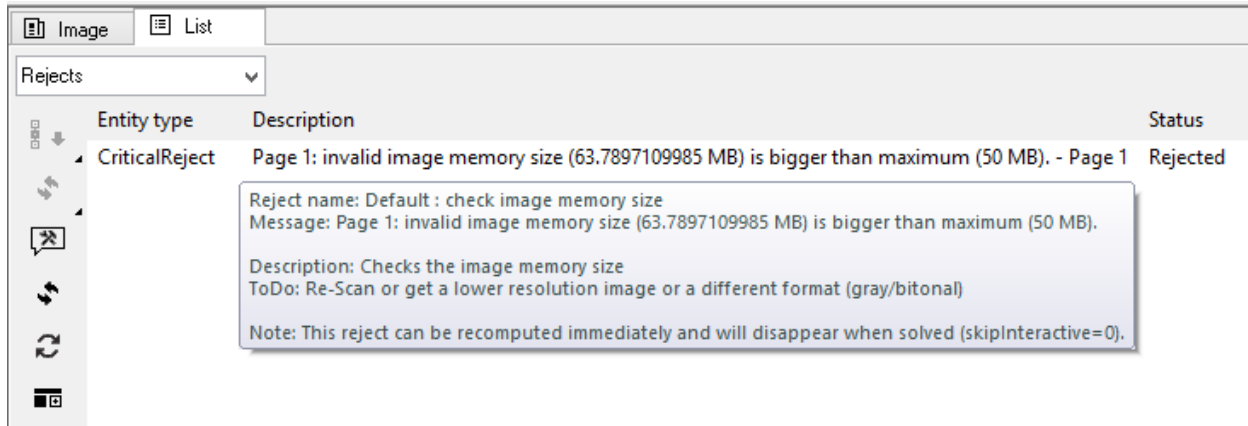 Image
List
Rejects
Entity type Description Status
CriticalReject Page 1: invalid image memory size (63.7897109985 MB) is bigger than maximum (50 MB). - Page 1 Rejected
Reject name: Default : check image memory size
Message: Page 1: invalid image memory size (63.7897109985 MB) is bigger than maximum (50 MB).
Description: Checks the image memory size
ToDo: Re-Scan or get a lower resolution image or a different format (gray/bitonal)
Note: This reject can be recomputed immediately and will disappear when solved (skipInteractive=0).